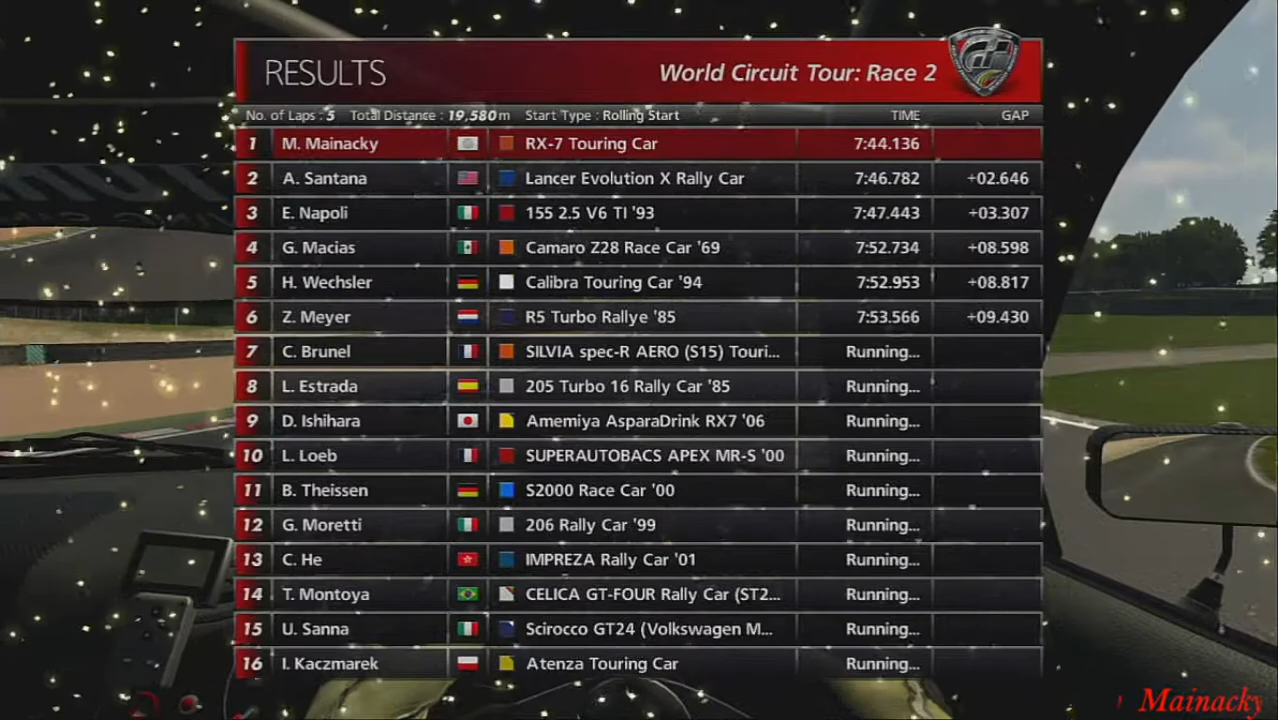 RESULTS World Circuit Tour: Race 2
No. of Laps : 5 Total Distance : 19,580 m Start Type : Rolling Start TIME GAP
1 M. Mainacky RX-7 Touring Car 7:44.136
2 A. Santana Lancer Evolution X Rally Car 7:46.782 +02.646
3 E. Napoli 155 2.5 V6 TI '93 7:47.443 +03.307
4 G. Macias Camaro Z28 Race Car '69 7:52.734 +08.598
5 H. Wechsler Calibra Touring Car '94 7:52.953 +08.817
6 Z. Meyer R5 Turbo Rallye '85 7:53.566 +09.430
7 C. Brunel SILVIA spec-R AERO (S15) Touri... Running...
8 L. Estrada 205 Turbo 16 Rally Car '85 Running...
9 D. Ishihara Amemiya AsparaDrink RX7 '06 Running...
10 L. Loeb SUPERAUTOBACS APEX MR-S '00 Running...
11 B. Theissen S2000 Race Car '00 Running...
12 G. Moretti 206 Rally Car '99 Running...
13 C. He IMPREZA Rally Car '01 Running...
14 T. Montoya CELICA GT-FOUR Rally Car (ST2... Running...
15 U. Sanna Scirocco GT24 (Volkswagen M... Running...
16 I. Kaczmarek Atenza Touring Car Running...
Mainacky